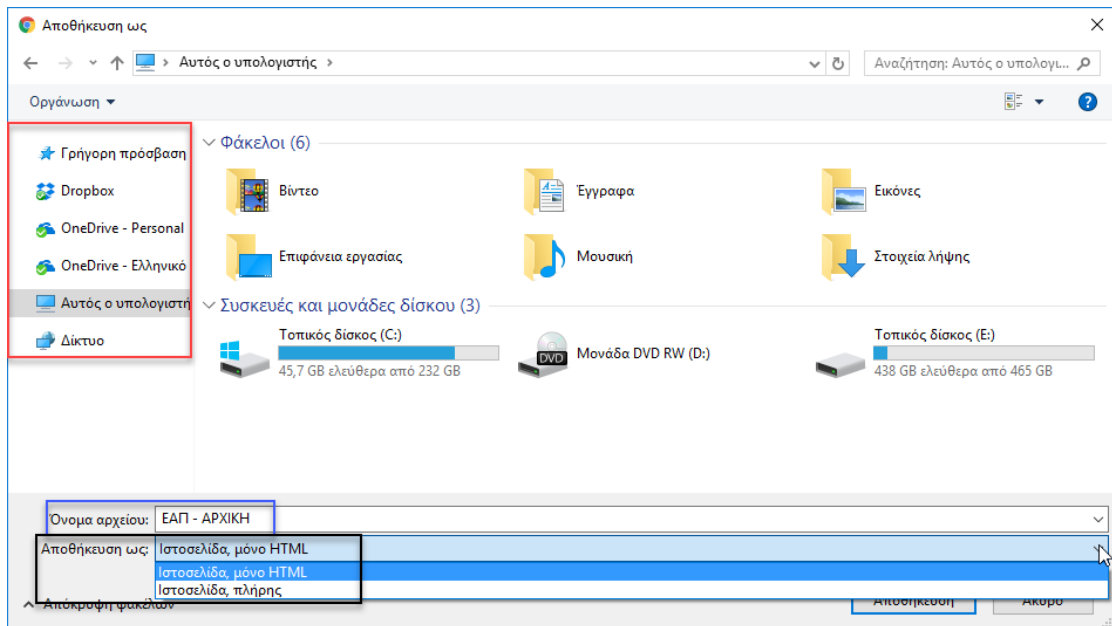 Αποθήκευση ως
Αυτός ο υπολογιστής
Αναζήτηση: Αυτός ο υπολογι...
Οργάνωση
Γρήγορη πρόσβαση
Dropbox
OneDrive - Personal
OneDrive - Ελληνικό
Αυτός ο υπολογιστή
Δίκτυο
Φάκελοι (6)
Βίντεο
Έγγραφα
Εικόνες
Επιφάνεια εργασίας
Μουσική
Στοιχεία λήψης
Συσκευές και μονάδες δίσκου (3)
Τοπικός δίσκος (C:)
45,7 GB ελεύθερα από 232 GB
DVD
Μονάδα DVD RW (D:)
Τοπικός δίσκος (E:)
438 GB ελεύθερα από 465 GB
Όνομα αρχείου: ΕΑΠ - ΑΡΧΙΚΗ
Αποθήκευση ως: Ιστοσελίδα, μόνο HTML
Ιστοσελίδα, μόνο HTML
Ιστοσελίδα, πλήρης
Απόκρυψη φακέλων
Αποθήκευση
Άκυρο